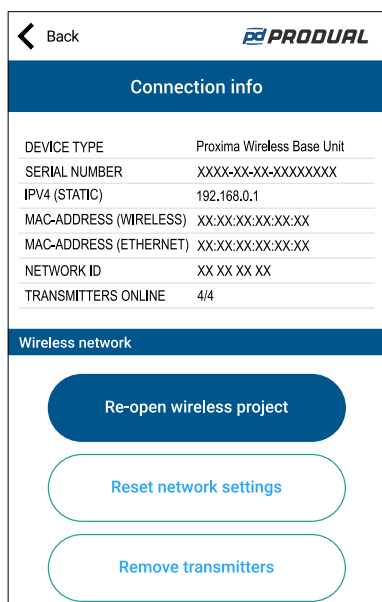 Back
PRODUAL
Connection info
DEVICE TYPE Proxima Wireless Base Unit
SERIAL NUMBER XXXX-XX-XX-XXXXXXXX
IPV4 (STATIC) 192.168.0.1
MAC-ADDRESS (WIRELESS) XX:XX:XX:XX:XX:XX
MAC-ADDRESS (ETHERNET) XX:XX:XX:XX:XX:XX
NETWORK ID XX XX XX XX
TRANSMITTERS ONLINE 4/4
Wireless network
Re-open wireless project
Reset network settings
Remove transmitters